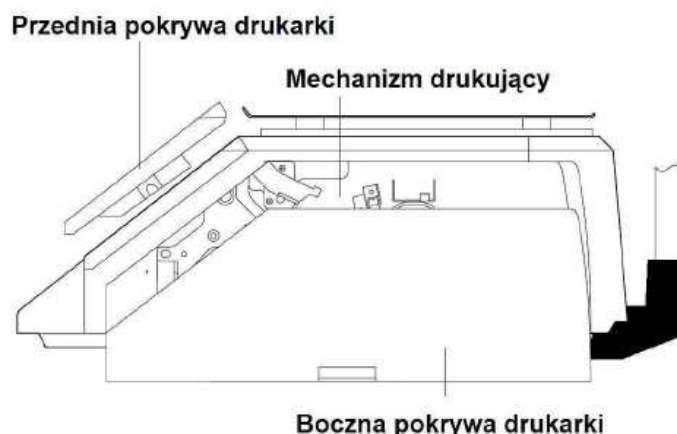 Przednia pokrywa drukarki
Mechanizm drukujący
Boczna pokrywa drukarki